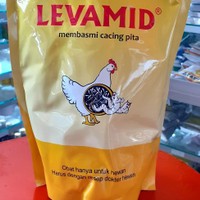 LEVAMID®
membasmi cacing pita
Obat hanya untuk hewan
Harus dengan resep dokter hewan